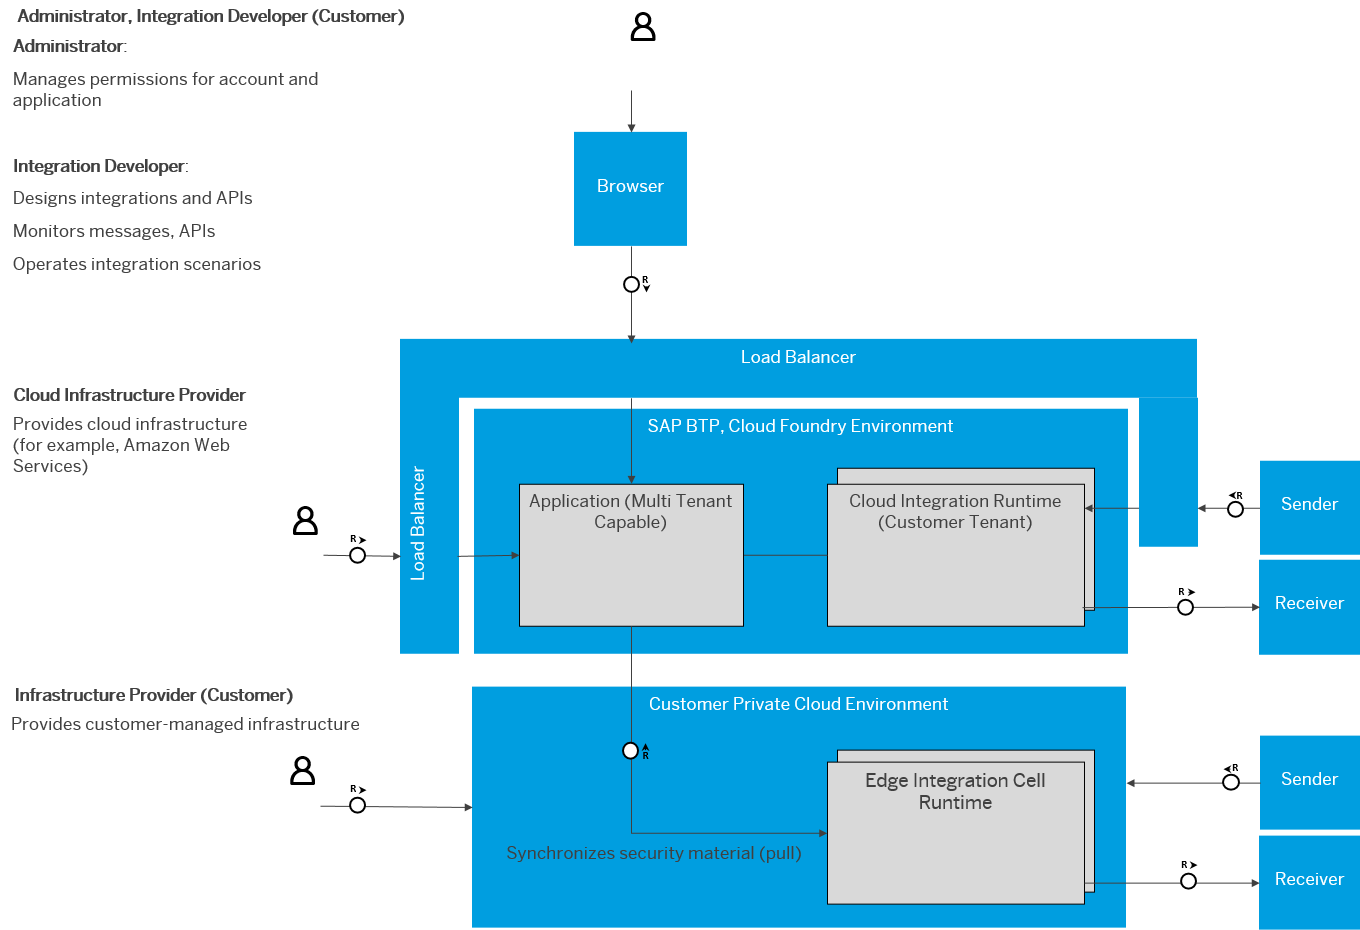 Administrator, Integration Developer (Customer)
Administrator:
Manages permissions for account and
application
Integration Developer:
Designs integrations and APIs
Monitors messages, APIs
Operates integration scenarios
Browser
R
Load Balancer
Cloud Infrastructure Provider
Provides cloud infrastructure
(for example, Amazon Web
Services)
R
Load Balancer
SAP BTP, Cloud Foundry Environment
Application (Multi Tenant
Capable)
Cloud Integration Runtime
(Customer Tenant)
R
Sender
R
Receiver
Infrastructure Provider (Customer)
Provides customer-managed infrastructure
R
Customer Private Cloud Environment
R
Edge Integration Cell
Runtime
Synchronizes security material (pull)
R
Sender
R
Receiver